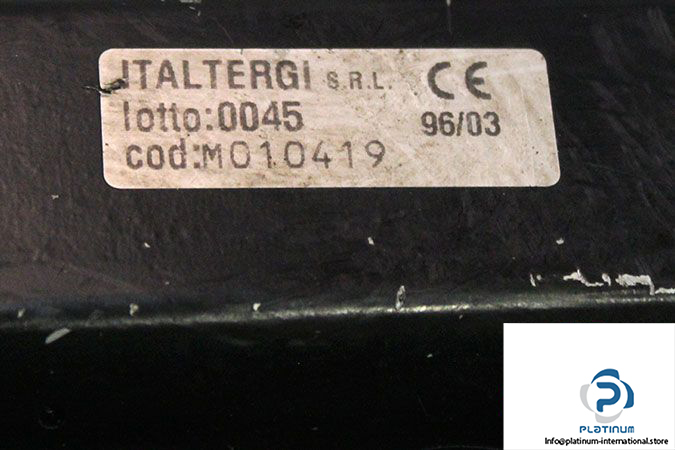 ITALTERGI S.R.L. CE
lotto:0045 96/03
cod:M010419
P
PLATINUM
Info@platinum-international.store